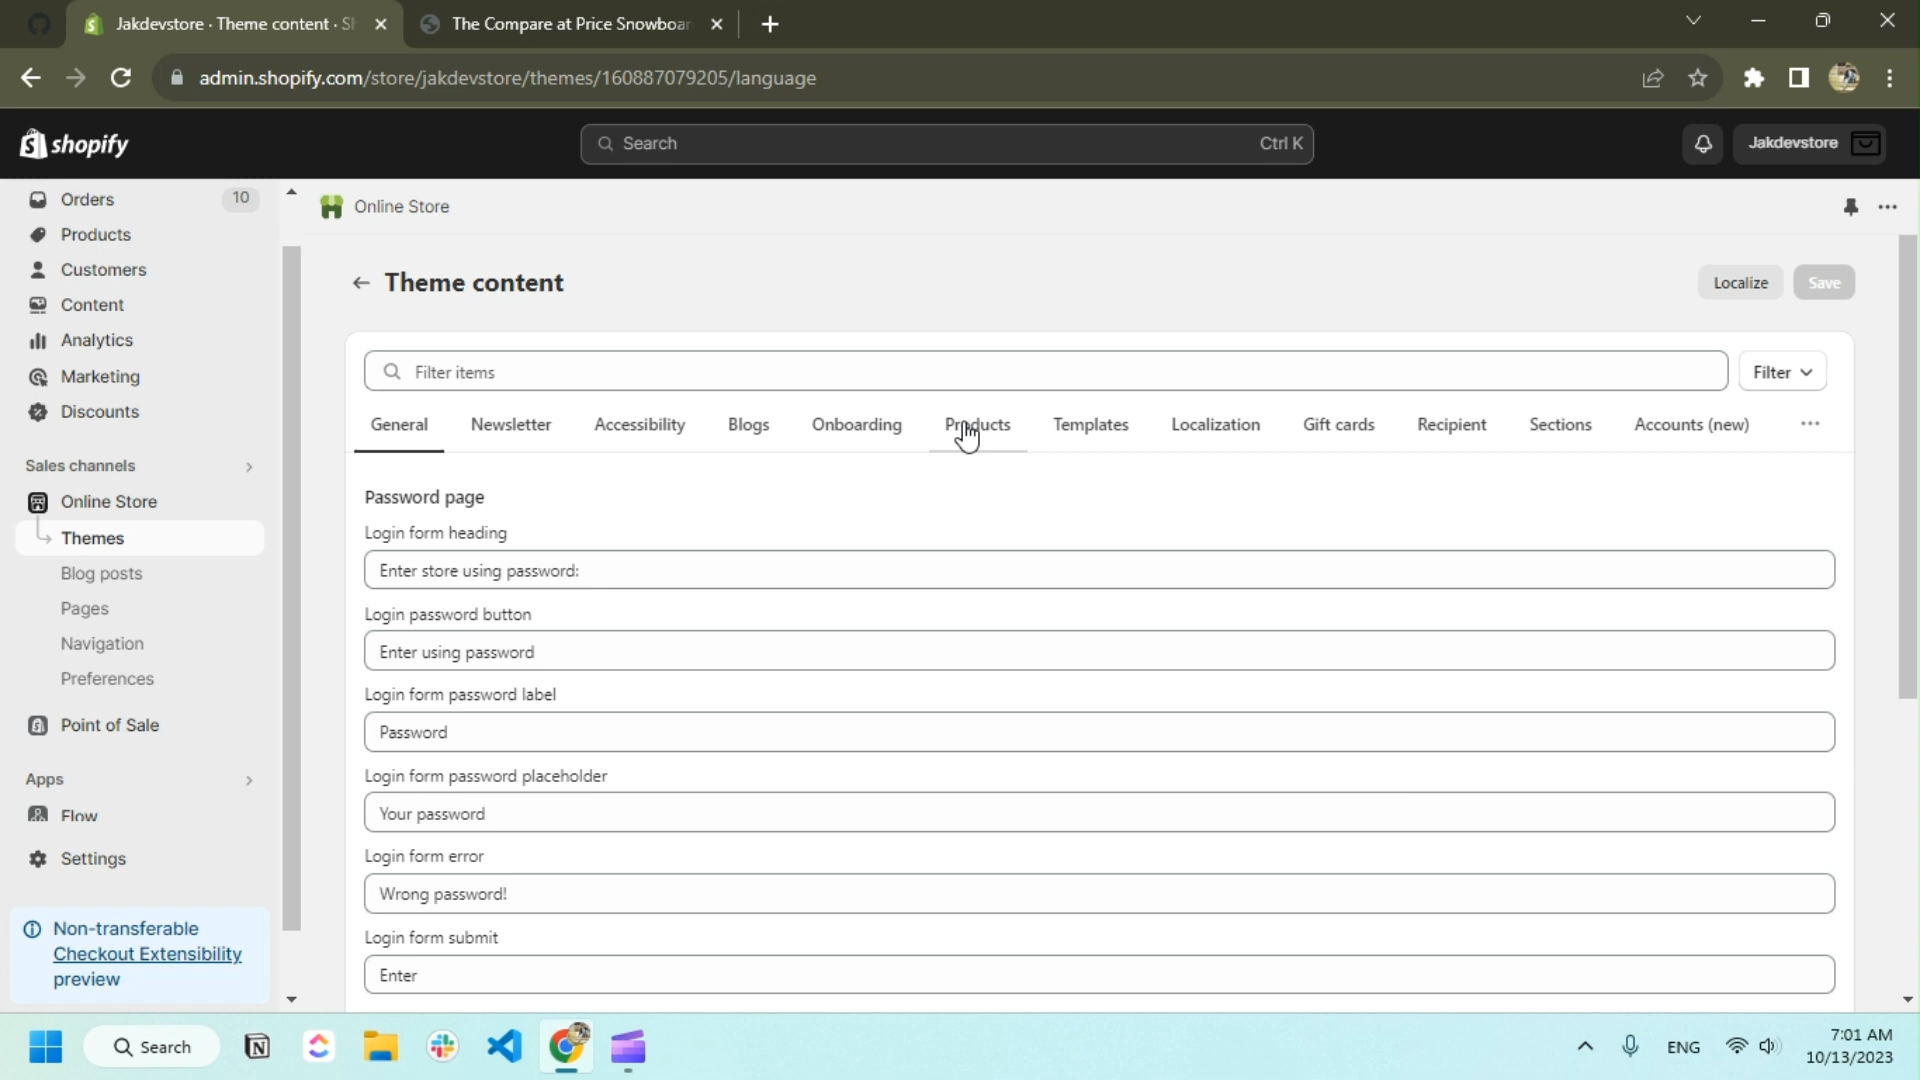 Jakdevstore · Theme content · S
The Compare at Price Snowboar
admin.shopify.com/store/jakdevstore/themes/160887079205/language
shopify
Search
Ctrl K
Jakdevstore
Orders
10
Products
Customers
Content
Analytics
Marketing
Discounts
Sales channels
Online Store
Themes
Blog posts
Pages
Navigation
Preferences
Point of Sale
Apps
Flow
Settings
Non-transferable
Checkout Extensibility
preview
Online Store
Theme content
Localize
Save
Filter items
Filter
General
Newsletter
Accessibility
Blogs
Onboarding
Products
Templates
Localization
Gift cards
Recipient
Sections
Accounts (new)
Password page
Login form heading
Enter store using password:
Login password button
Enter using password
Login form password label
Password
Login form password placeholder
Your password
Login form error
Wrong password!
Login form submit
Enter
Search
ENG
7:01 AM
10/13/2023